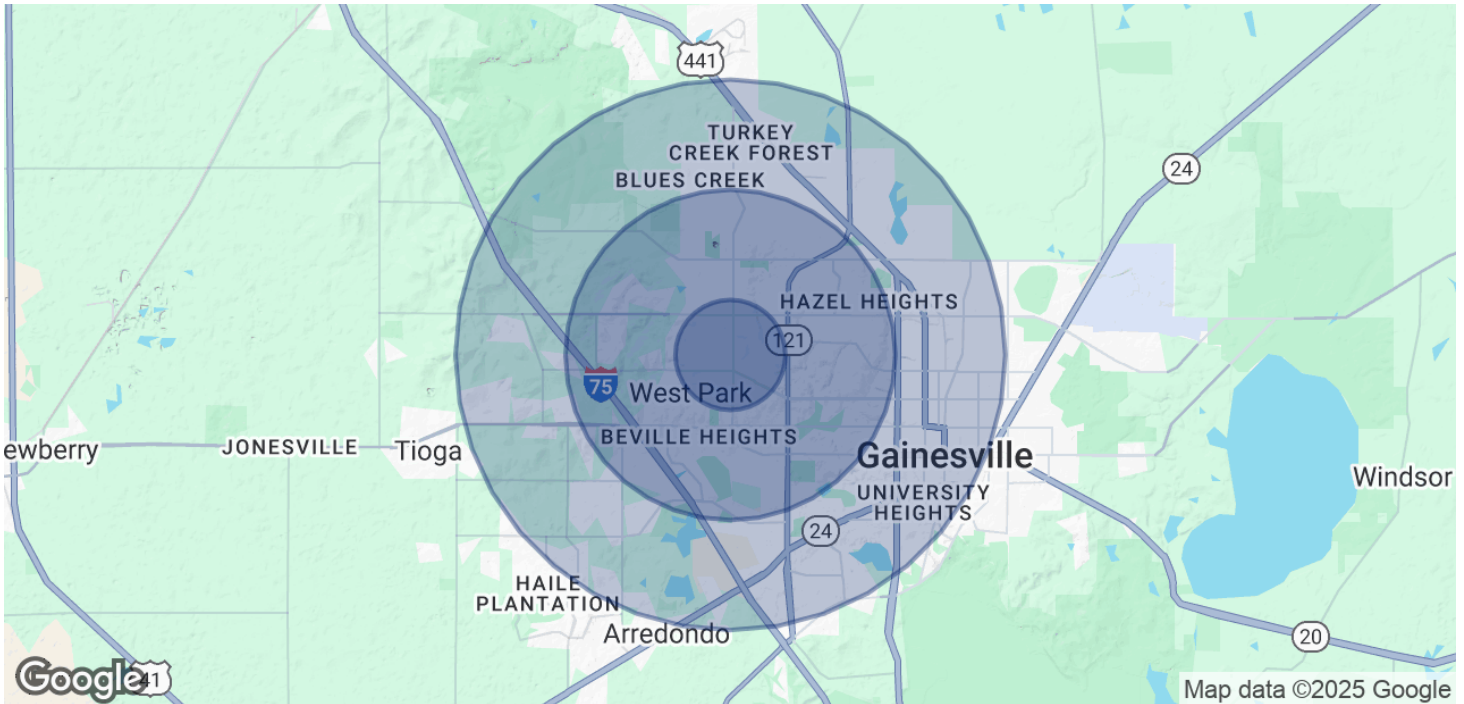 441
TURKEY
CREEK FOREST
BLUES CREEK
24
HAZEL HEIGHTS
121
75
West Park
BEVILLE HEIGHTS
ewberry
JONESVILLE
Tioga
Gainesville
Windsor
UNIVERSITY
HEIGHTS
24
HAILE
PLANTATION
Arredondo
20
Google
41
Map data ©2025 Google